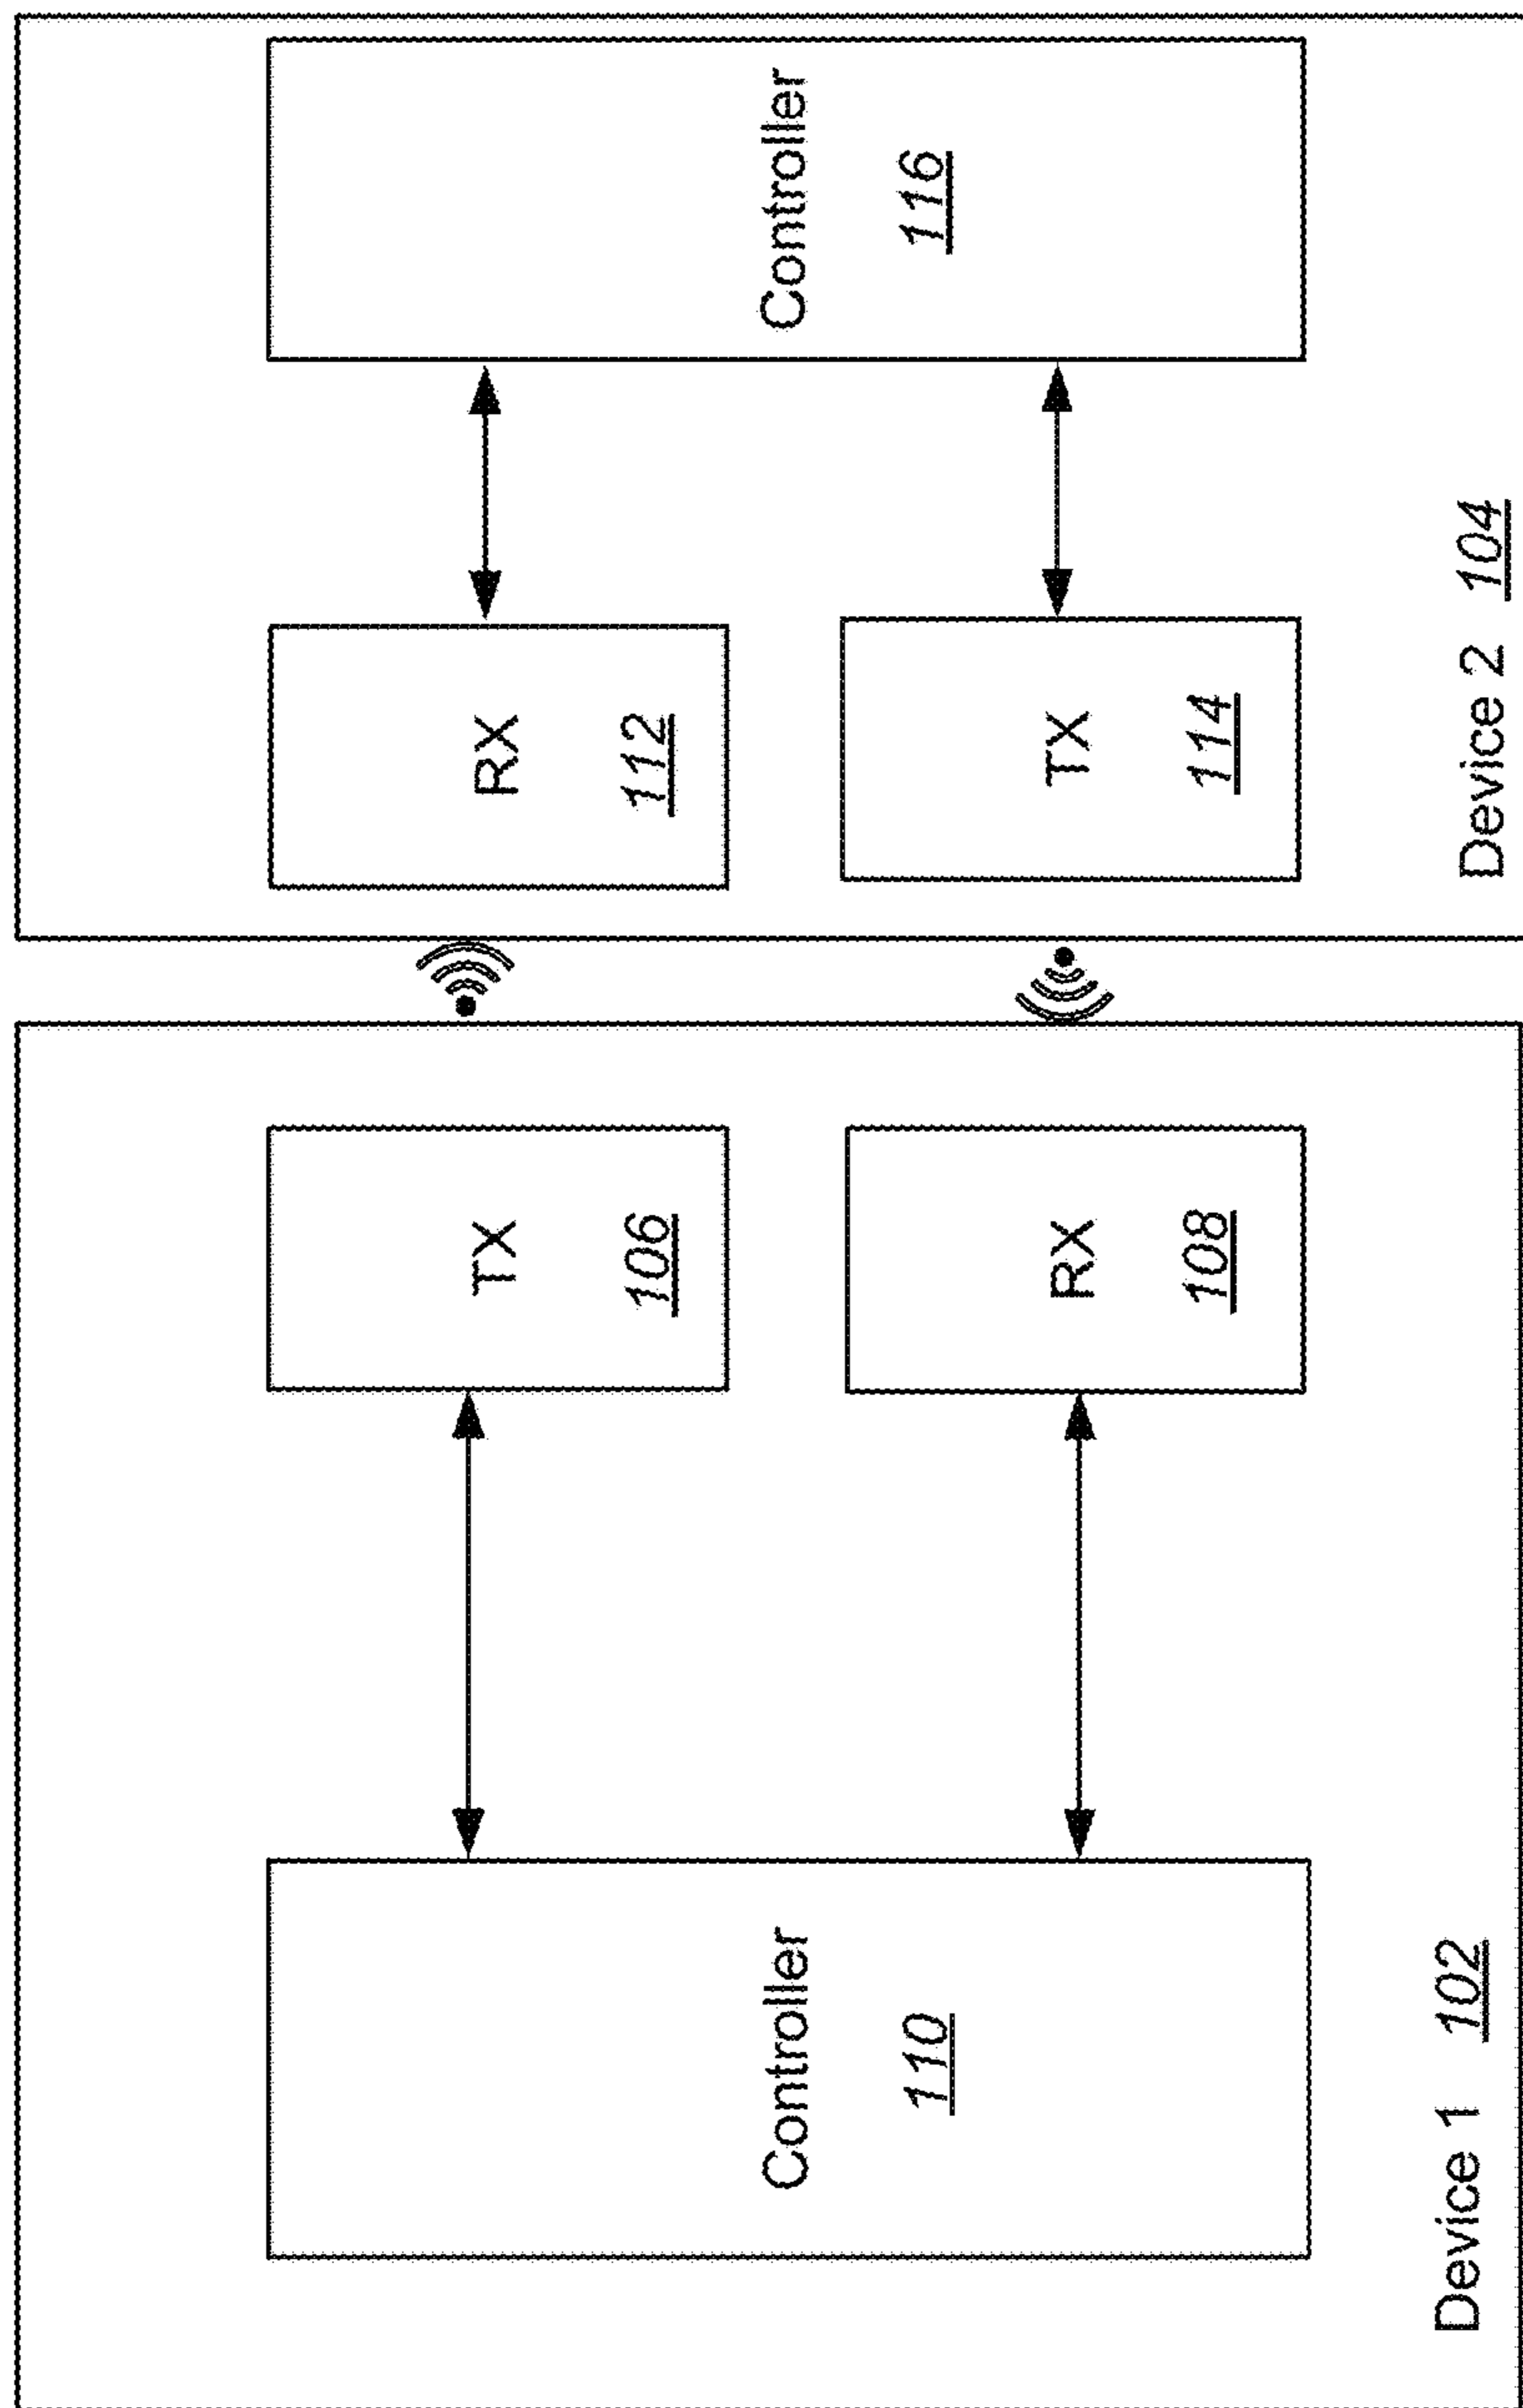 Controller
110
TX
106
RX
108
Device 1 102
RX
112
TX
114
Controller
116
Device 2 104